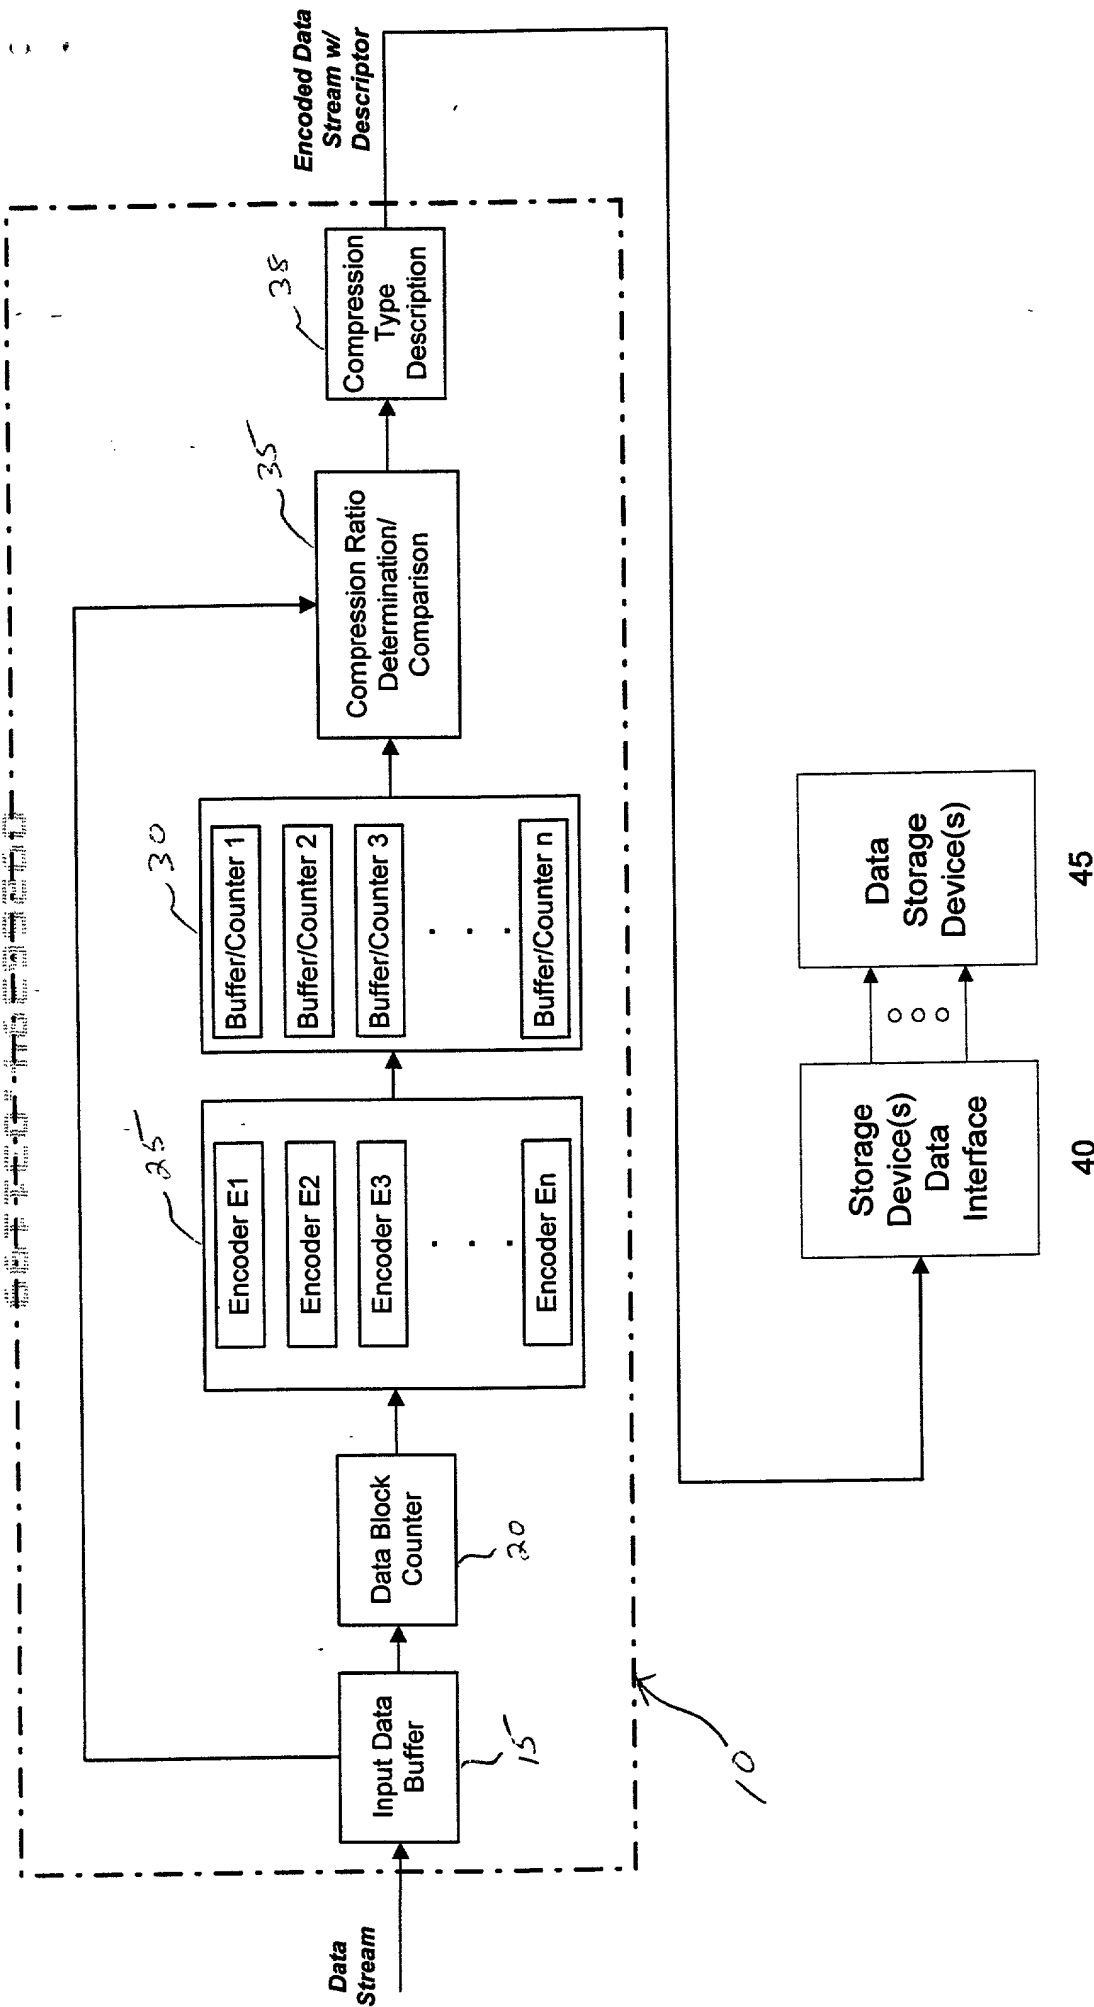 Data
Stream
Input Data
Buffer
15
Data Block
Counter
20
25
Encoder E1
Encoder E2
Encoder E3
. . .
Encoder En
30
Buffer/Counter 1
Buffer/Counter 2
Buffer/Counter 3
. . .
Buffer/Counter n
35
Compression Ratio
Determination/
Comparison
38
Compression
Type
Description
Encoded Data
Stream w/
Descriptor
10
Storage
Device(s)
Data
Interface
40
Data
Storage
Device(s)
45